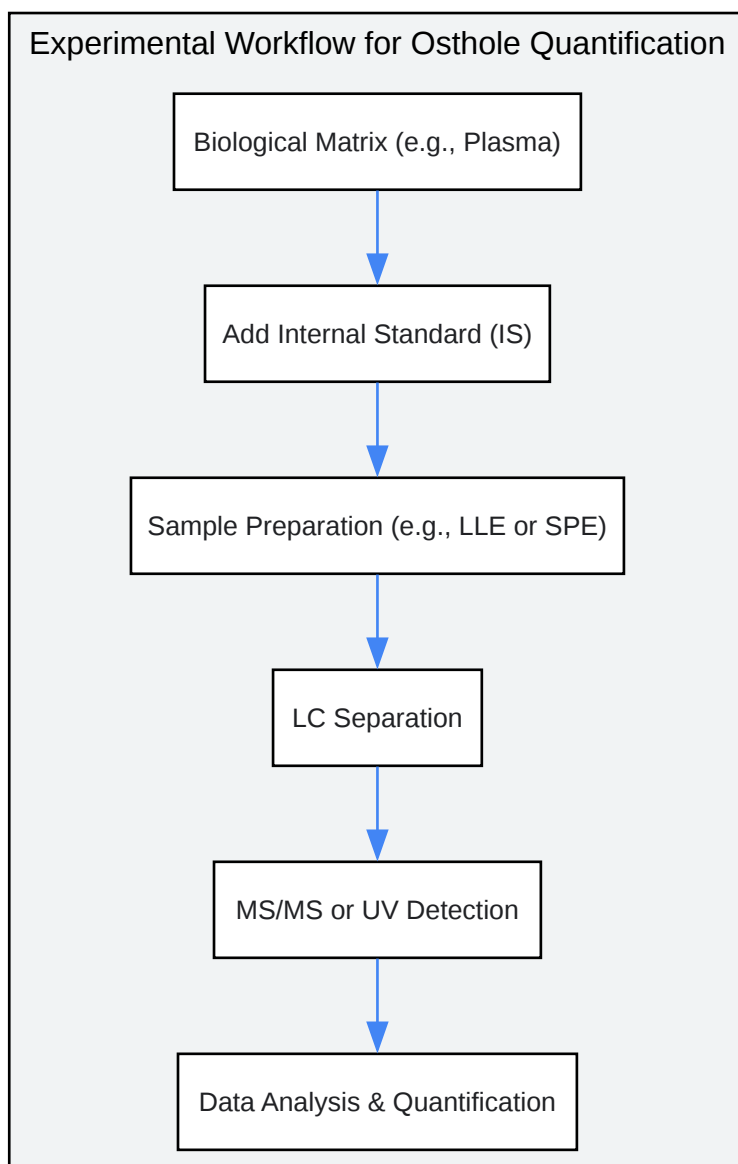 Experimental Workflow for Osthole Quantification
Biological Matrix (e.g., Plasma)
Add Internal Standard (IS)
Sample Preparation (e.g., LLE or SPE)
LC Separation
MS/MS or UV Detection
Data Analysis & Quantification